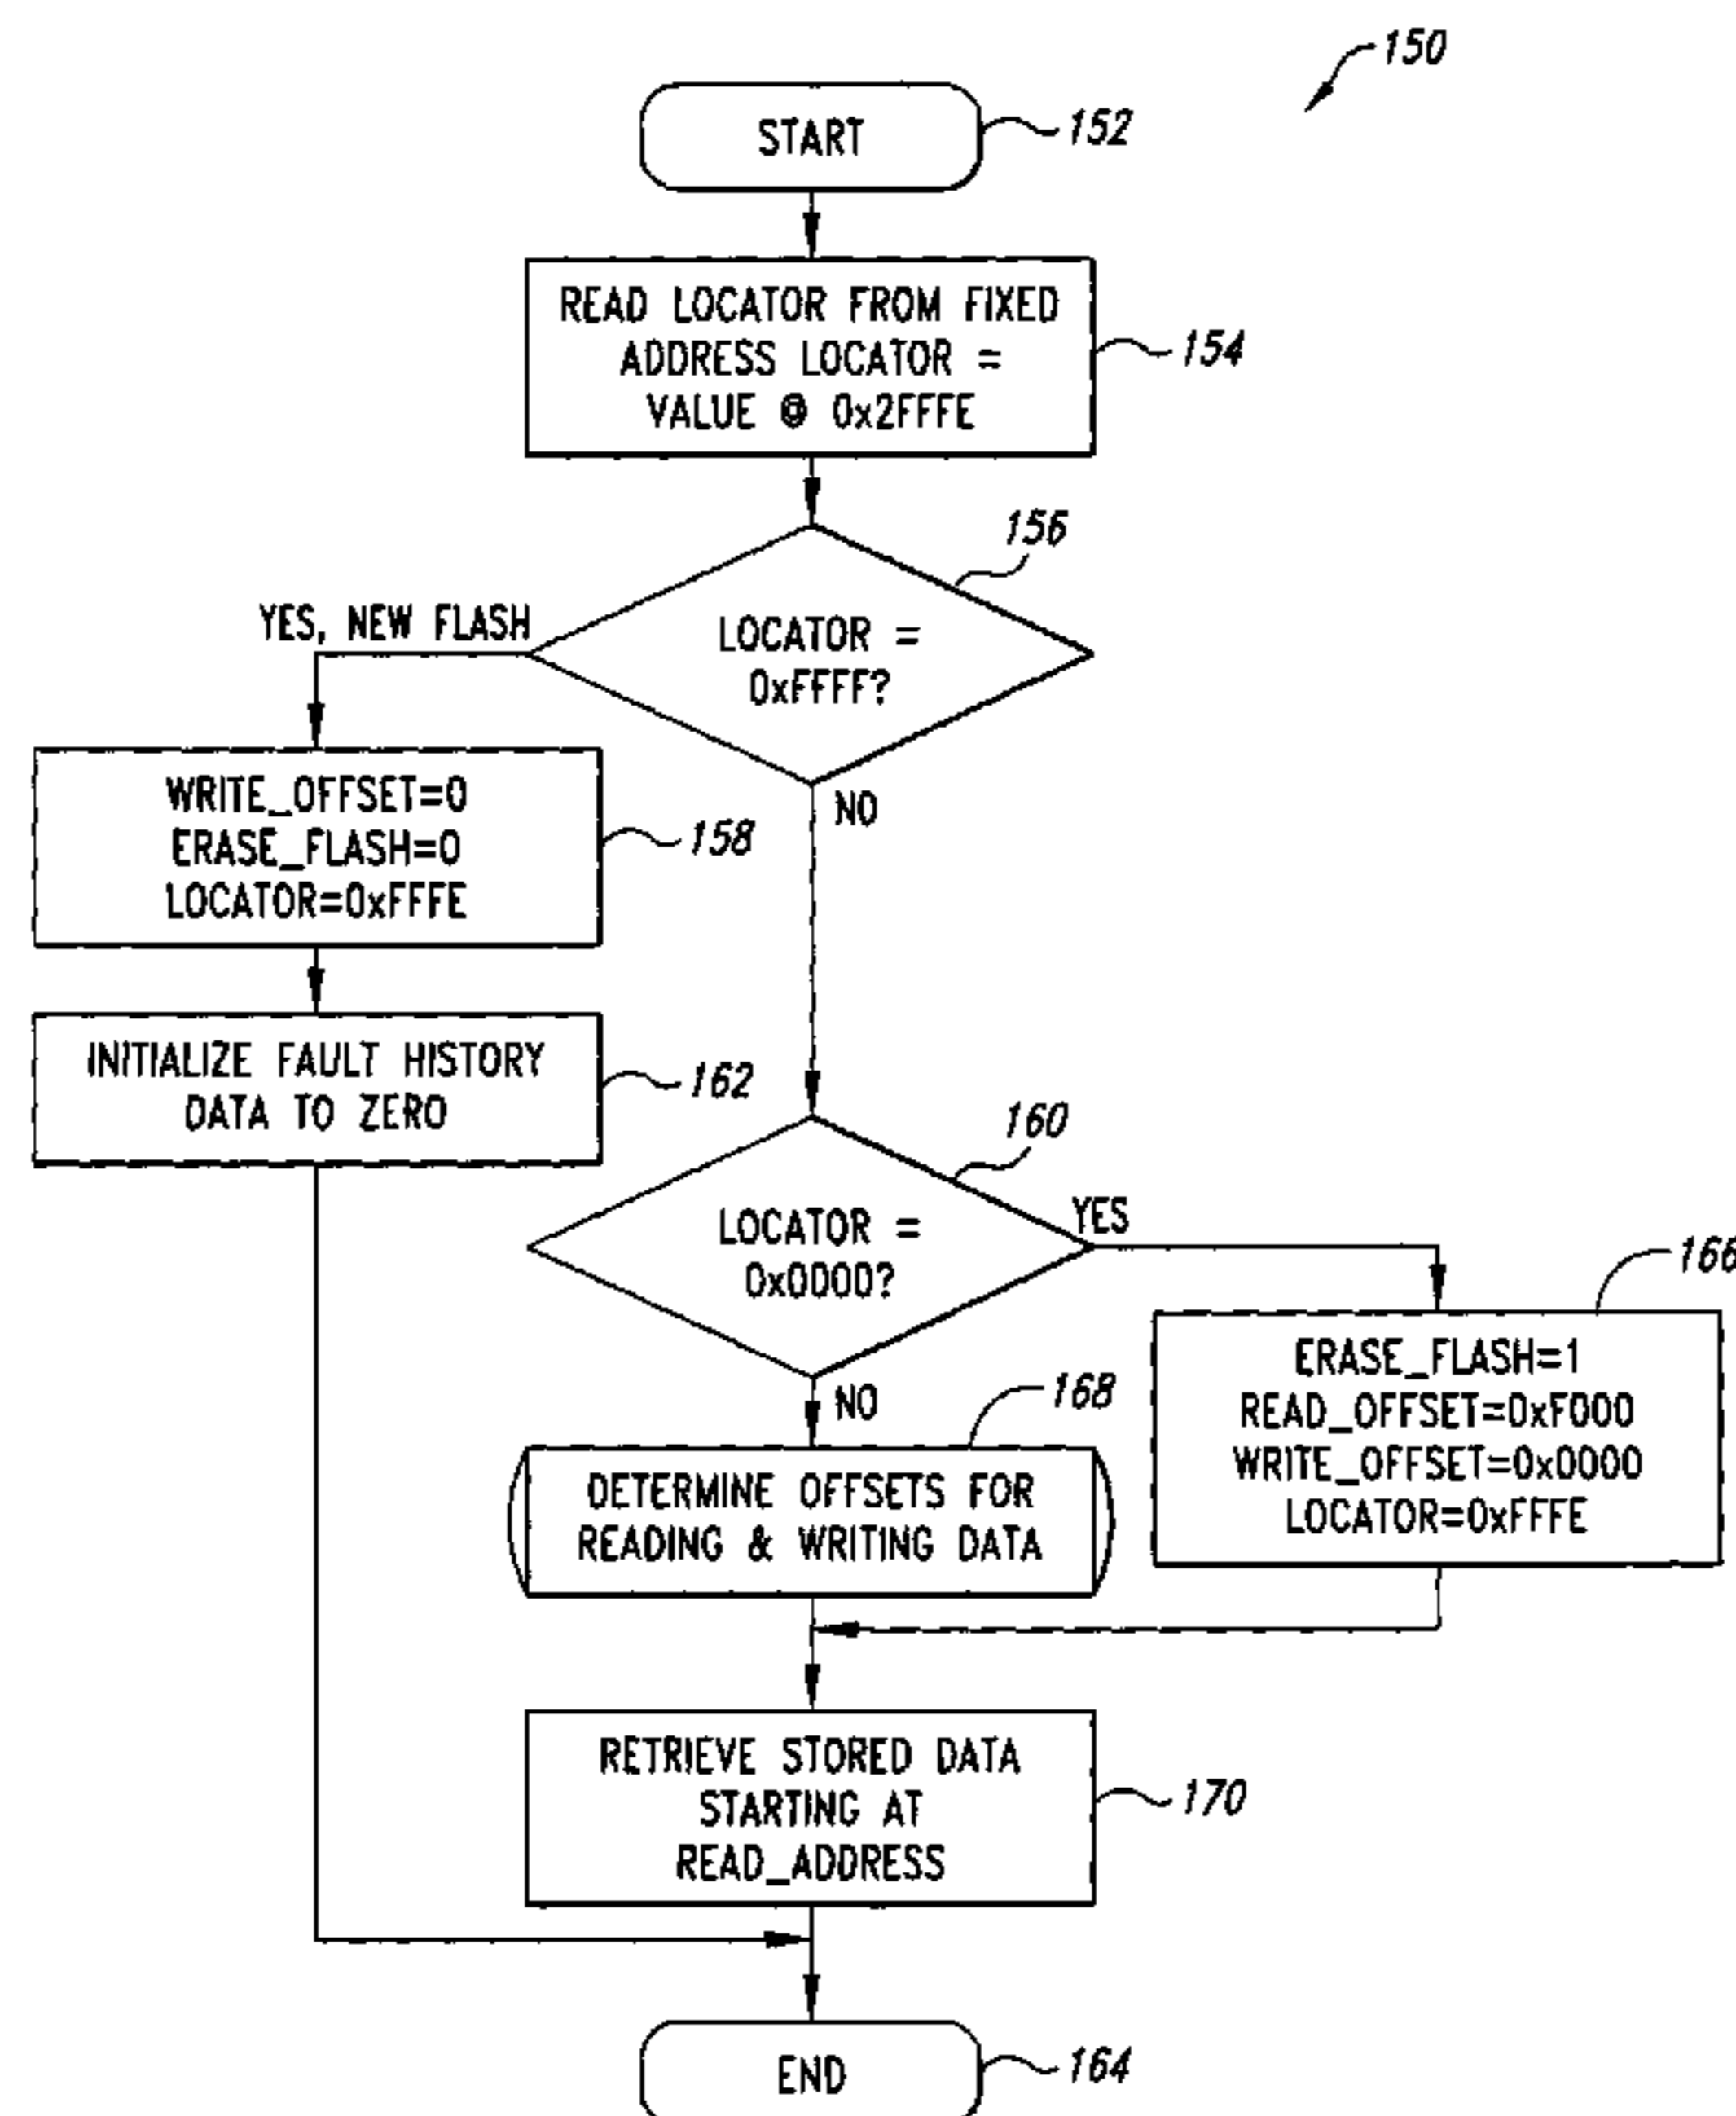 150
START
152
READ LOCATOR FROM FIXED
ADDRESS LOCATOR =
VALUE @ 0x2FFFE
154
156
YES, NEW FLASH
LOCATOR =
0xFFFF?
NO
WRITE_OFFSET=0
ERASE_FLASH=0
LOCATOR=0xFFFE
158
INITIALIZE FAULT HISTORY
DATA TO ZERO
162
160
LOCATOR =
0x0000?
YES
NO
166
ERASE_FLASH=1
READ_OFFSET=0xF000
WRITE_OFFSET=0x0000
LOCATOR=0xFFFE
168
DETERMINE OFFSETS FOR
READING & WRITING DATA
RETRIEVE STORED DATA
STARTING AT
READ_ADDRESS
170
END
164